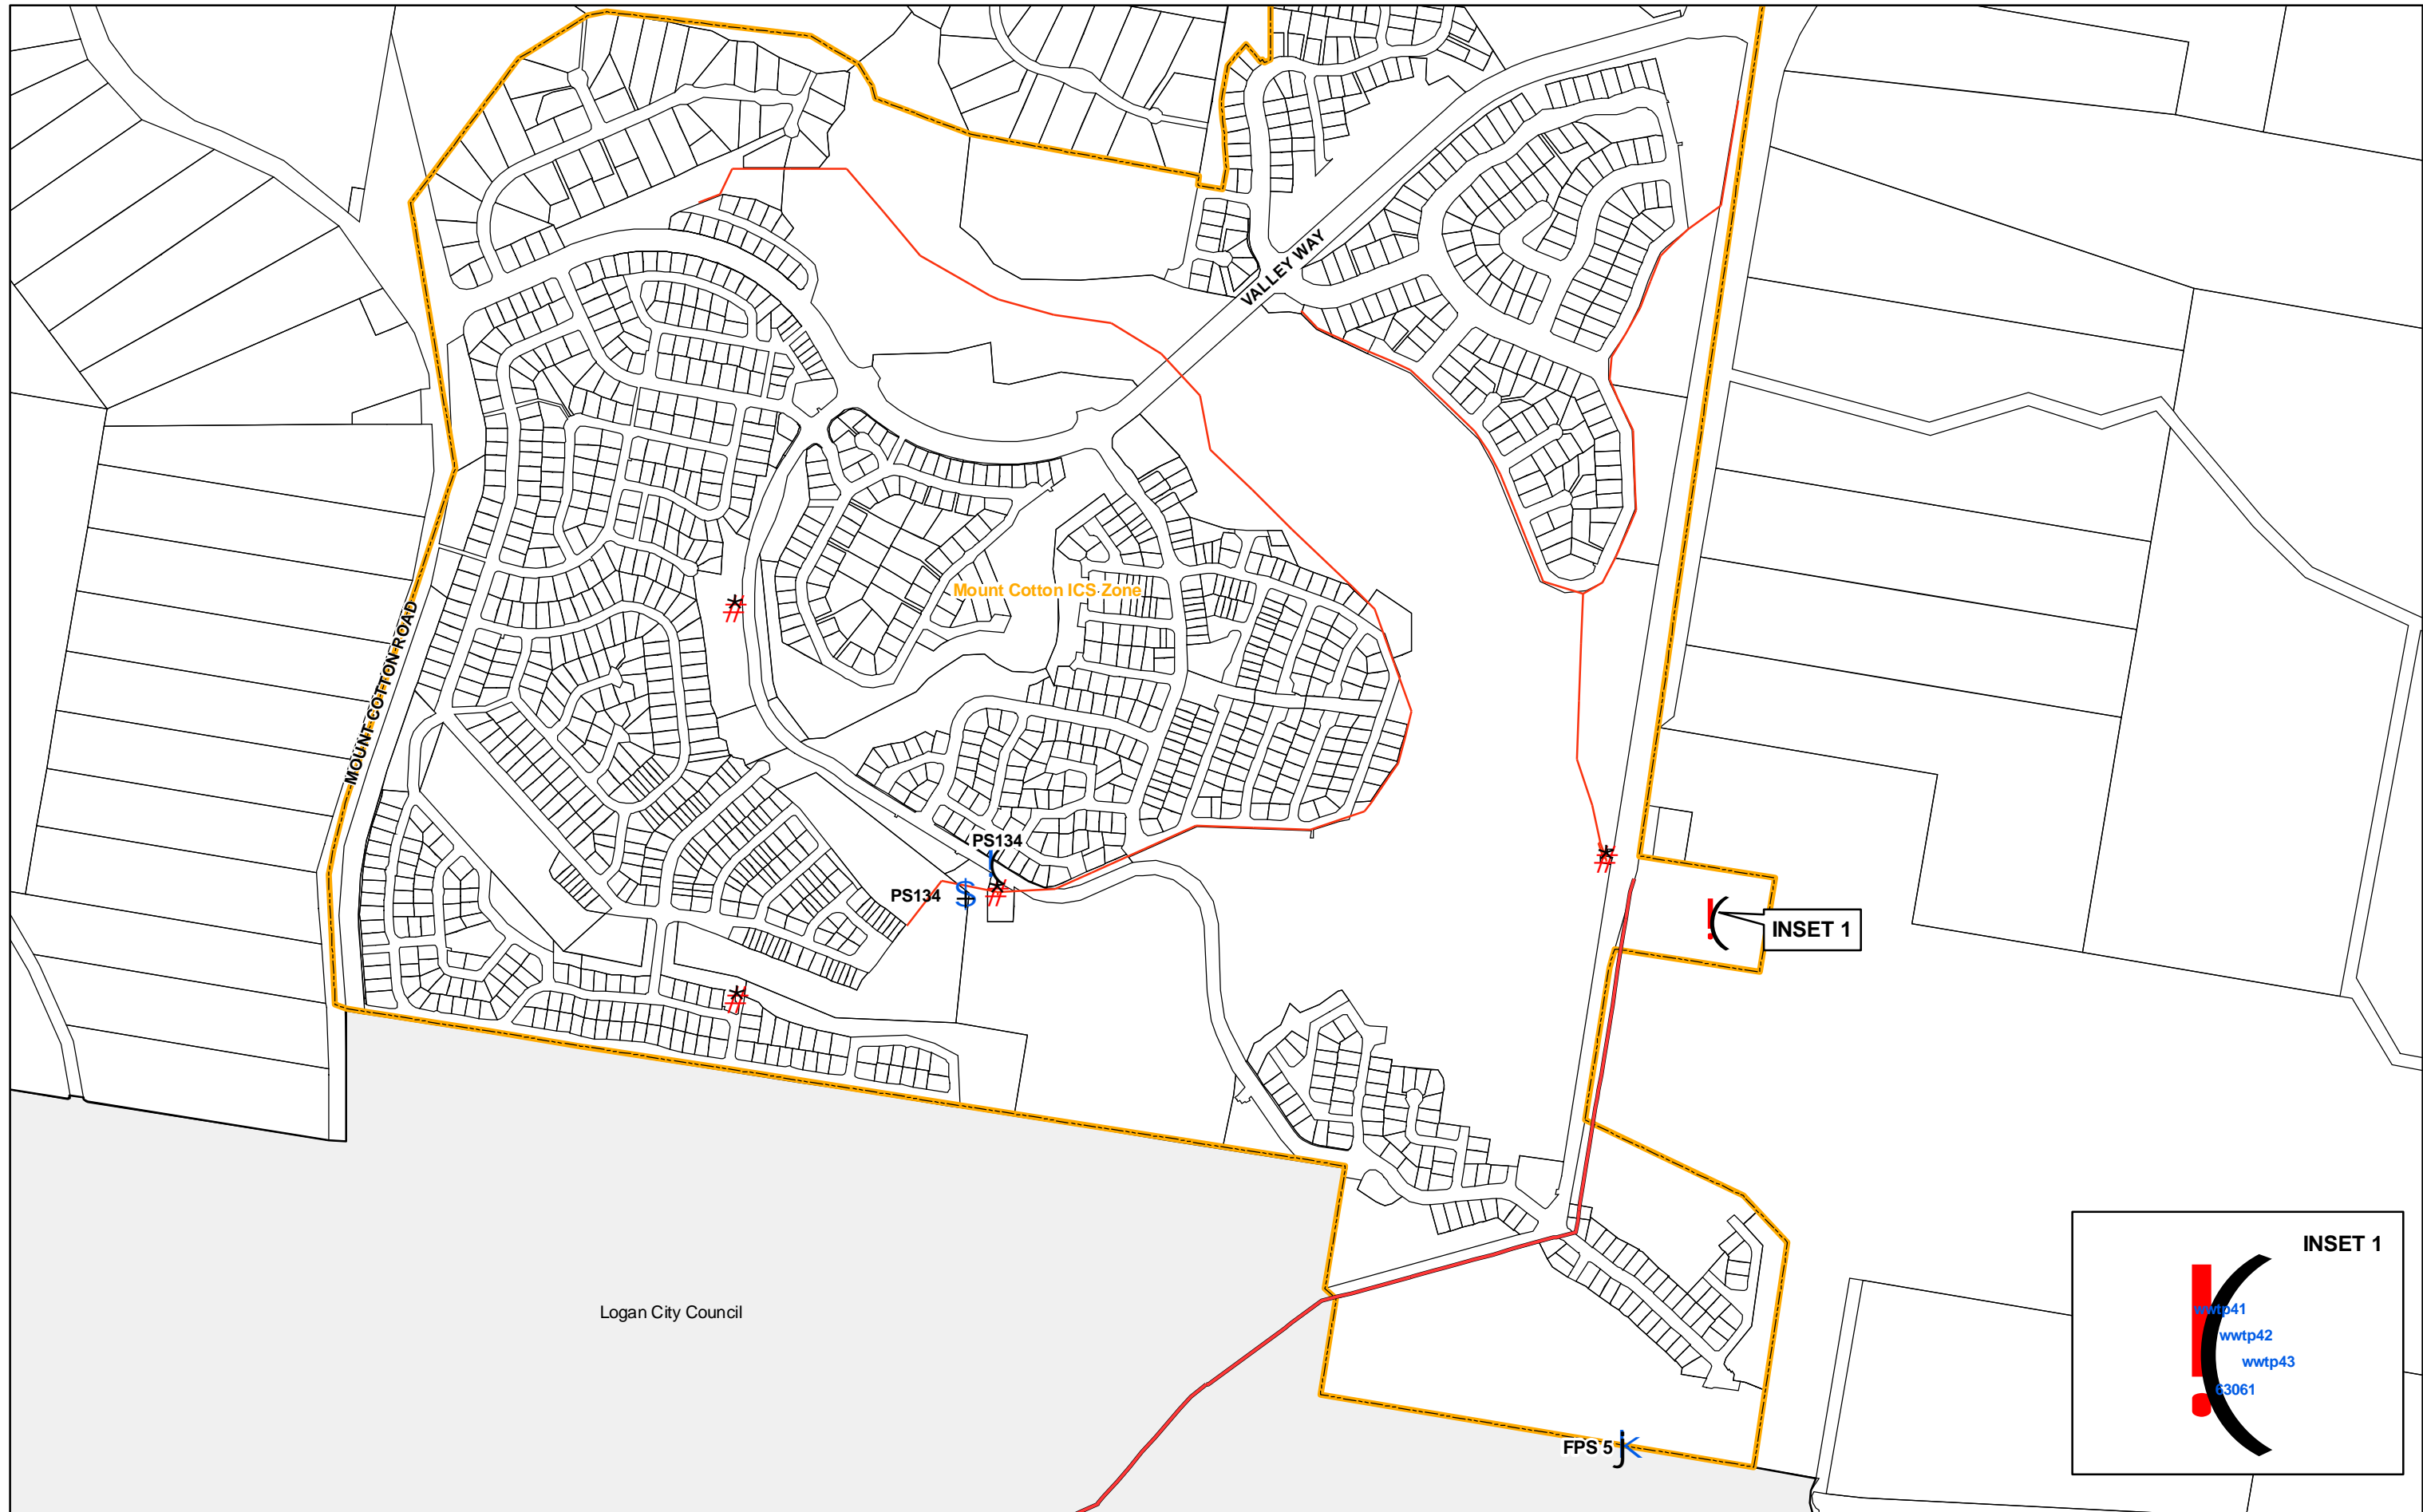 VALLEY WAY
Mount Cotton ICS Zone
*
#
MOUNT COTTON ROAD
PS134
PS134
$
*
#
*
#
*
#
!(
INSET 1
INSET 1
!(
wwtp41
wwtp42
wwtp43
63061
Logan City Council
FPS 5
jk